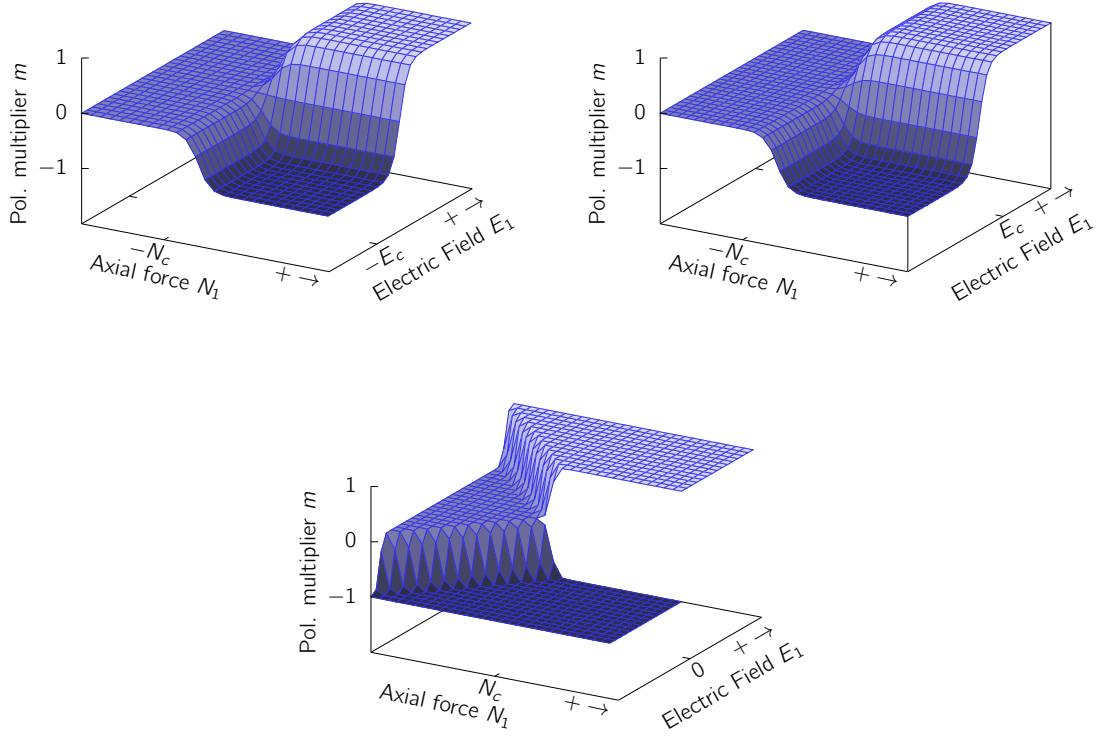 Pol. multiplier m
1
0
−1
−N_c
+ →
Axial force N_1
−E_c
+ →
Electric Field E_1
Pol. multiplier m
1
0
−1
−N_c
+ →
Axial force N_1
E_c
+ →
Electric Field E_1
Pol. multiplier m
1
0
−1
N_c
+ →
Axial force N_1
0
+ →
Electric Field E_1